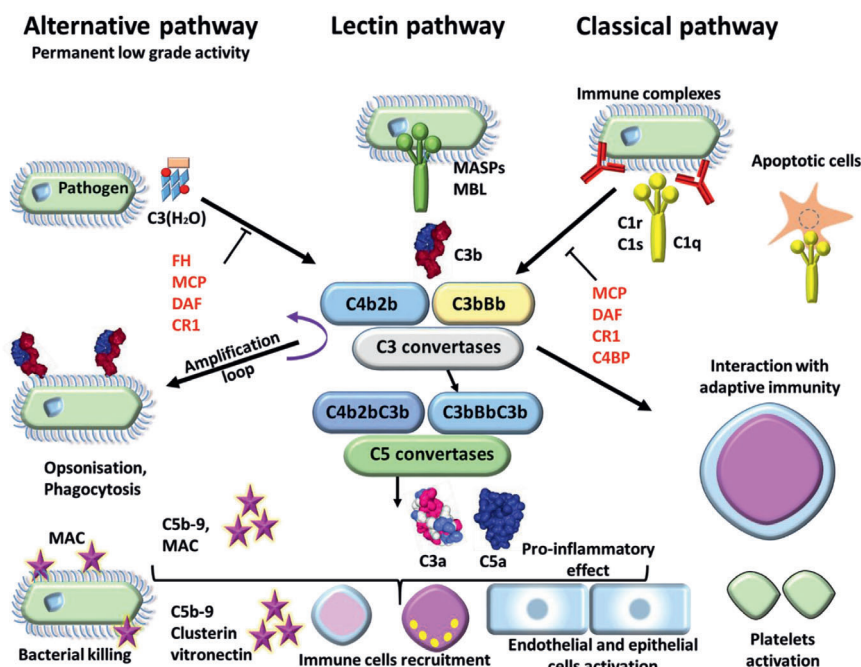 Alternative pathway
Permanent low grade activity
Lectin pathway
Classical pathway
Immune complexes
Pathogen
C3(H₂O)
MASPs
MBL
C1r
C1s
C1q
Apoptotic cells
C3b
FH
MCP
DAF
CR1
MCP
DAF
CR1
C4BP
C4b2b
C3bBb
C3 convertases
Amplification
loop
C4b2bC3b
C3bBbC3b
C5 convertases
Interaction with
adaptive immunity
Opsonisation,
Phagocytosis
C5b-9,
MAC
C3a
C5a
Pro-inflammatory
effect
MAC
Bacterial killing
C5b-9
Clusterin
vitronectin
Immune cells recruitment
Endothelial and epithelial
cells activation
Platelets
activation